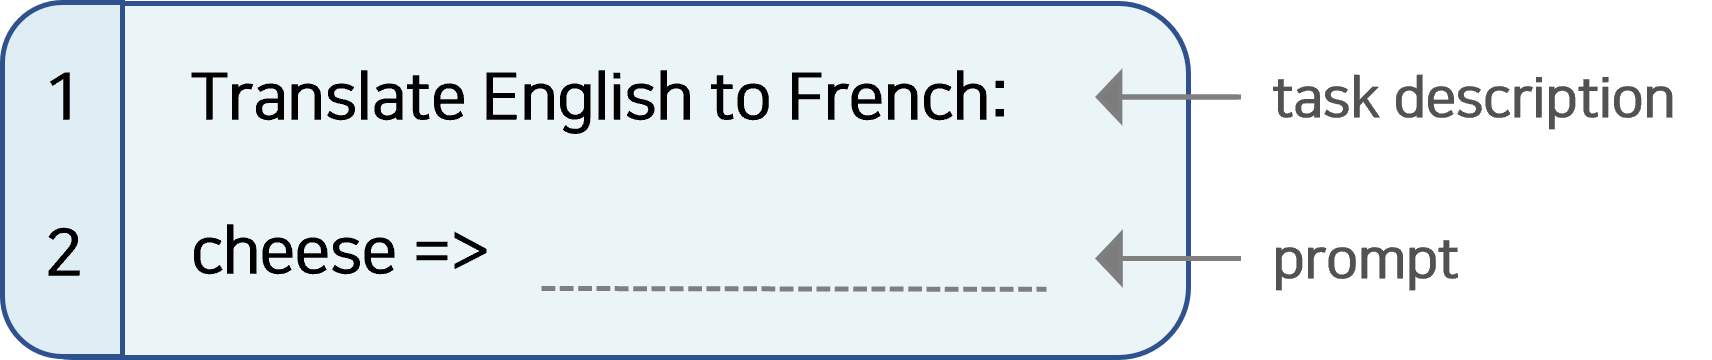 1 Translate English to French: task description
2 cheese => prompt